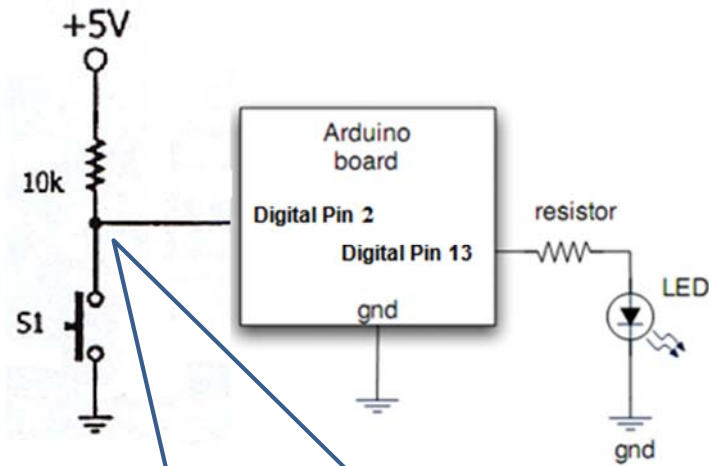 +5V
10k
S1
Arduino
board
Digital Pin 2
Digital Pin 13
gnd
resistor
LED
gnd